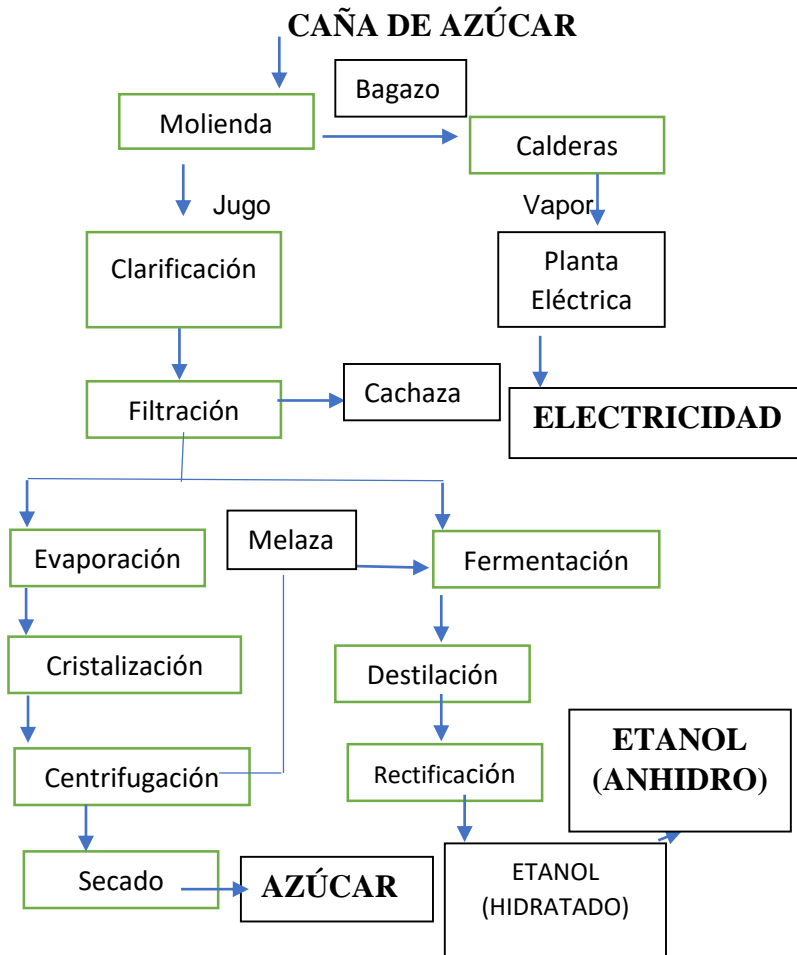 CAÑA DE AZÚCAR
Bagazo
Molienda
Calderas
Jugo
Vapor
Clarificación
Planta
Eléctrica
Filtración
Cachaza
ELECTRICIDAD
Evaporación
Melaza
Fermentación
Cristalización
Destilación
ETANOL
(ANHIDRO)
Centrifugación
Rectificación
Secado
AZÚCAR
ETANOL
(HIDRATADO)